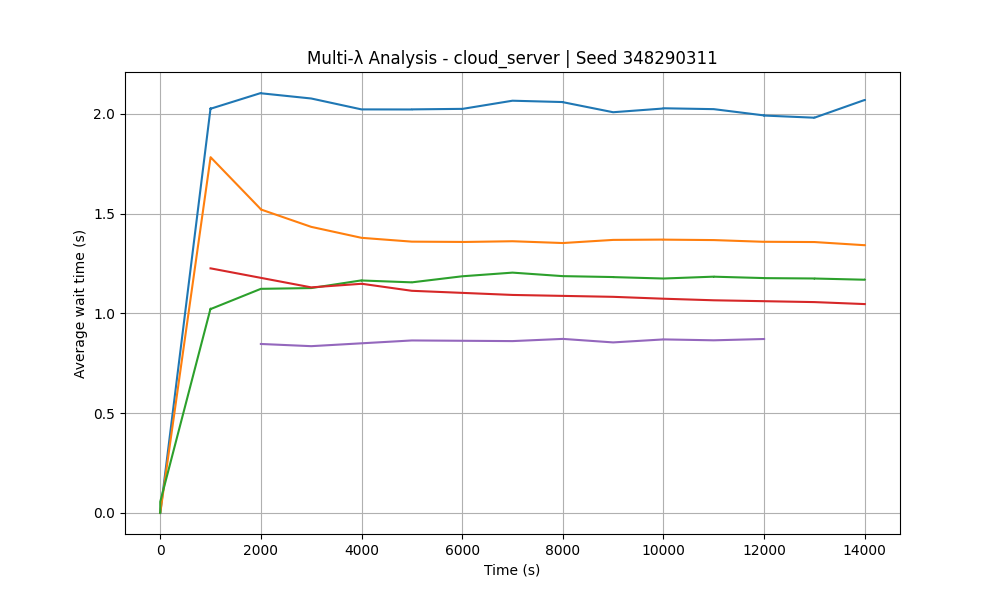 Multi-λ Analysis - cloud_server | Seed 348290311
Average wait time (s)
2.0
1.5
1.0
0.5
0.0
0 2000 4000 6000 8000 10000 12000 14000
Time (s)